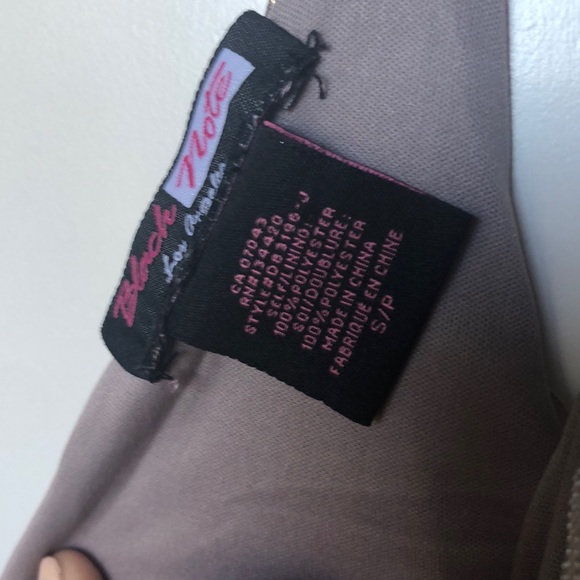 Black Note
Los Angeles
CA 07043
RN#134420
STYLE#DB3196-J
SELF/LINING:
100%POLYESTER
SOI/DOUBLURE:
100%POLYESTER
MADE IN CHINA
FABRIQUE EN CHINE
S/P